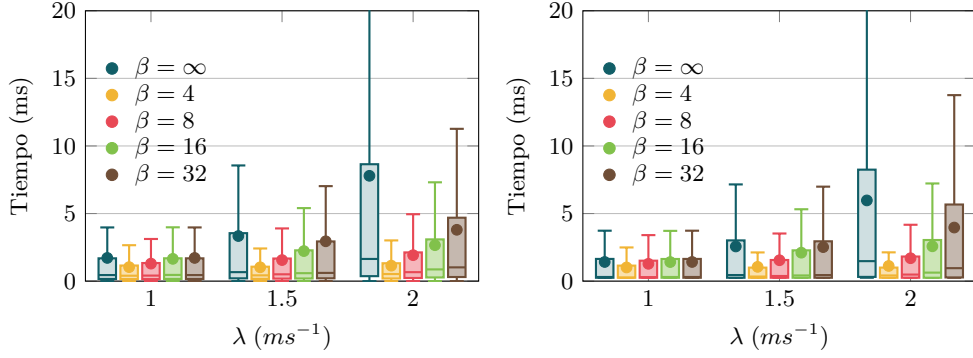 20
15
10
5
0
Tiempo (ms)
β = ∞
β = 4
β = 8
β = 16
β = 32
1
1.5
2
λ (ms⁻¹)
20
15
10
5
0
Tiempo (ms)
β = ∞
β = 4
β = 8
β = 16
β = 32
1
1.5
2
λ (ms⁻¹)